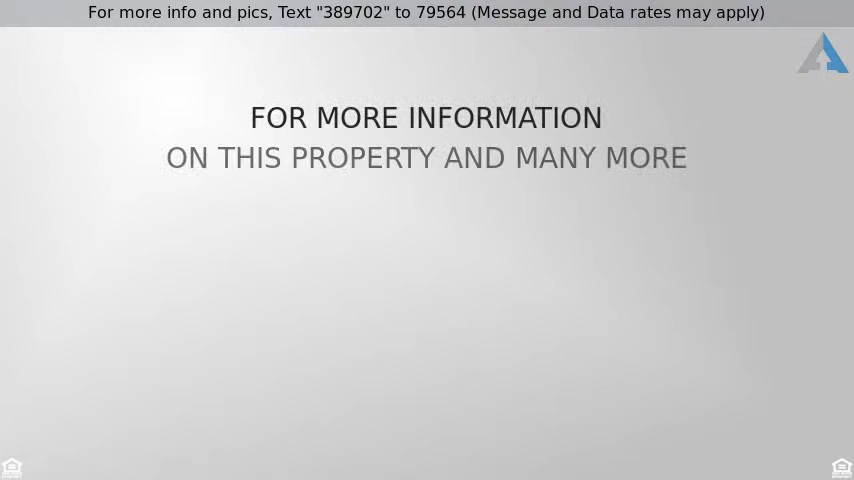 For more info and pics, Text "389702" to 79564 (Message and Data rates may apply)
FOR MORE INFORMATION
ON THIS PROPERTY AND MANY MORE